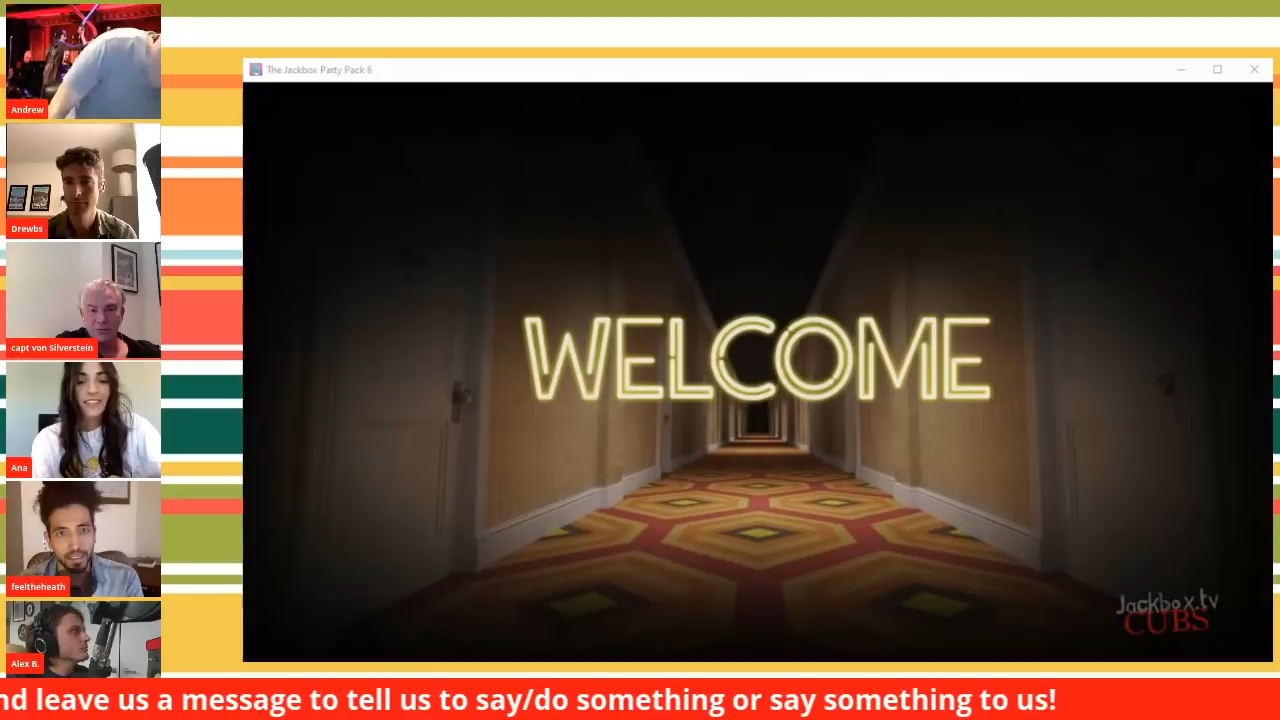 Andrew
Drewbs
capt von Silverstein
Ana
feeltheheath
Alex B.
The Jackbox Party Pack 6
WELCOME
Jackbox.tv
CUBS
nd leave us a message to tell us to say/do something or say something to us!